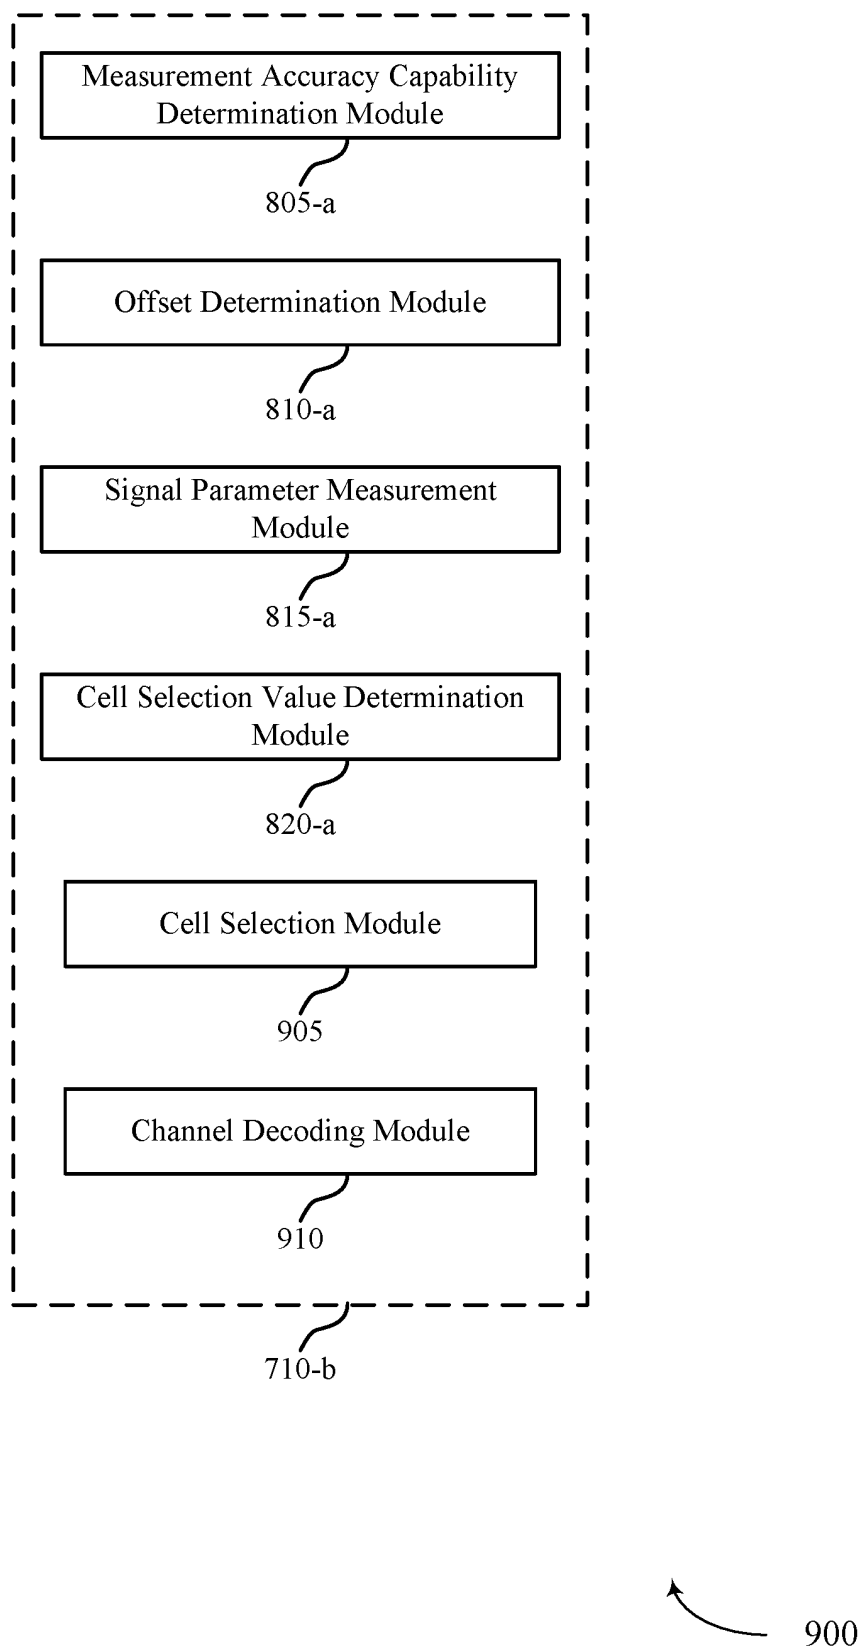 Measurement Accuracy Capability
Determination Module
805-a
Offset Determination Module
810-a
Signal Parameter Measurement
Module
815-a
Cell Selection Value Determination
Module
820-a
Cell Selection Module
905
Channel Decoding Module
910
710-b
900